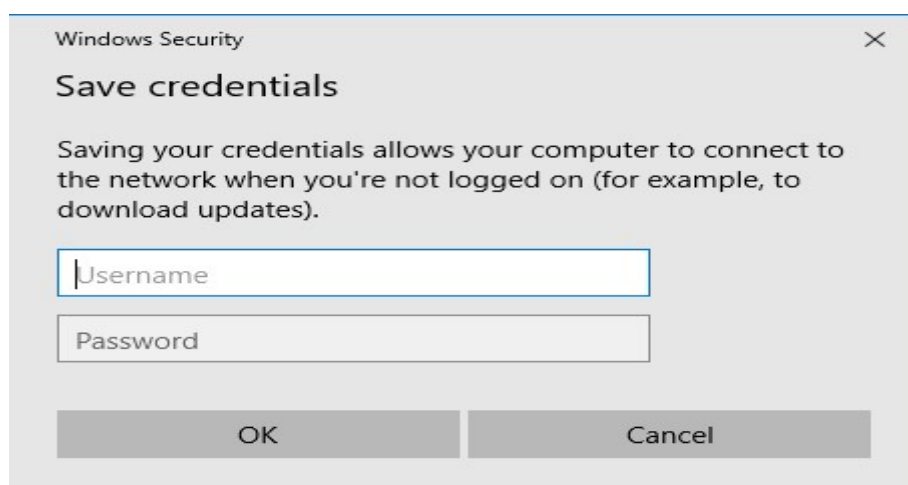 Windows Security
Save credentials
Saving your credentials allows your computer to connect to
the network when you're not logged on (for example, to
download updates).
Username
Password
OK Cancel